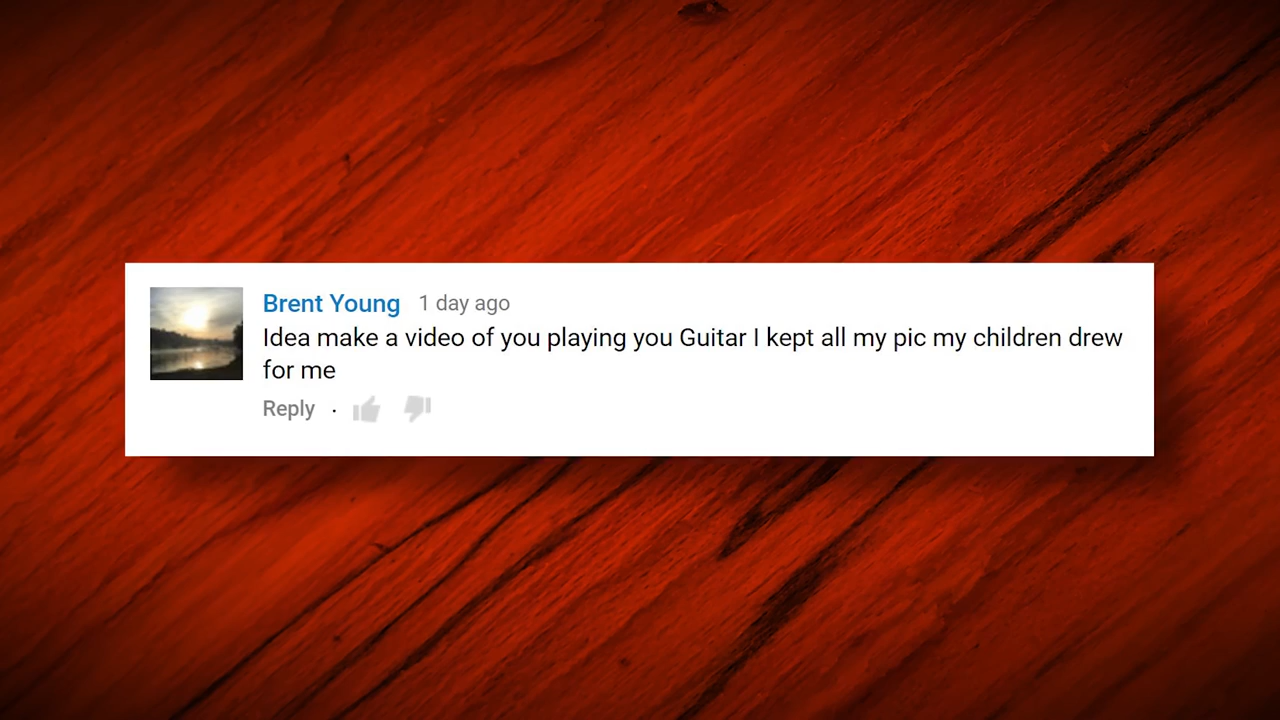 Brent Young 1 day ago
Idea make a video of you playing you Guitar I kept all my pic my children drew
for me
Reply ·